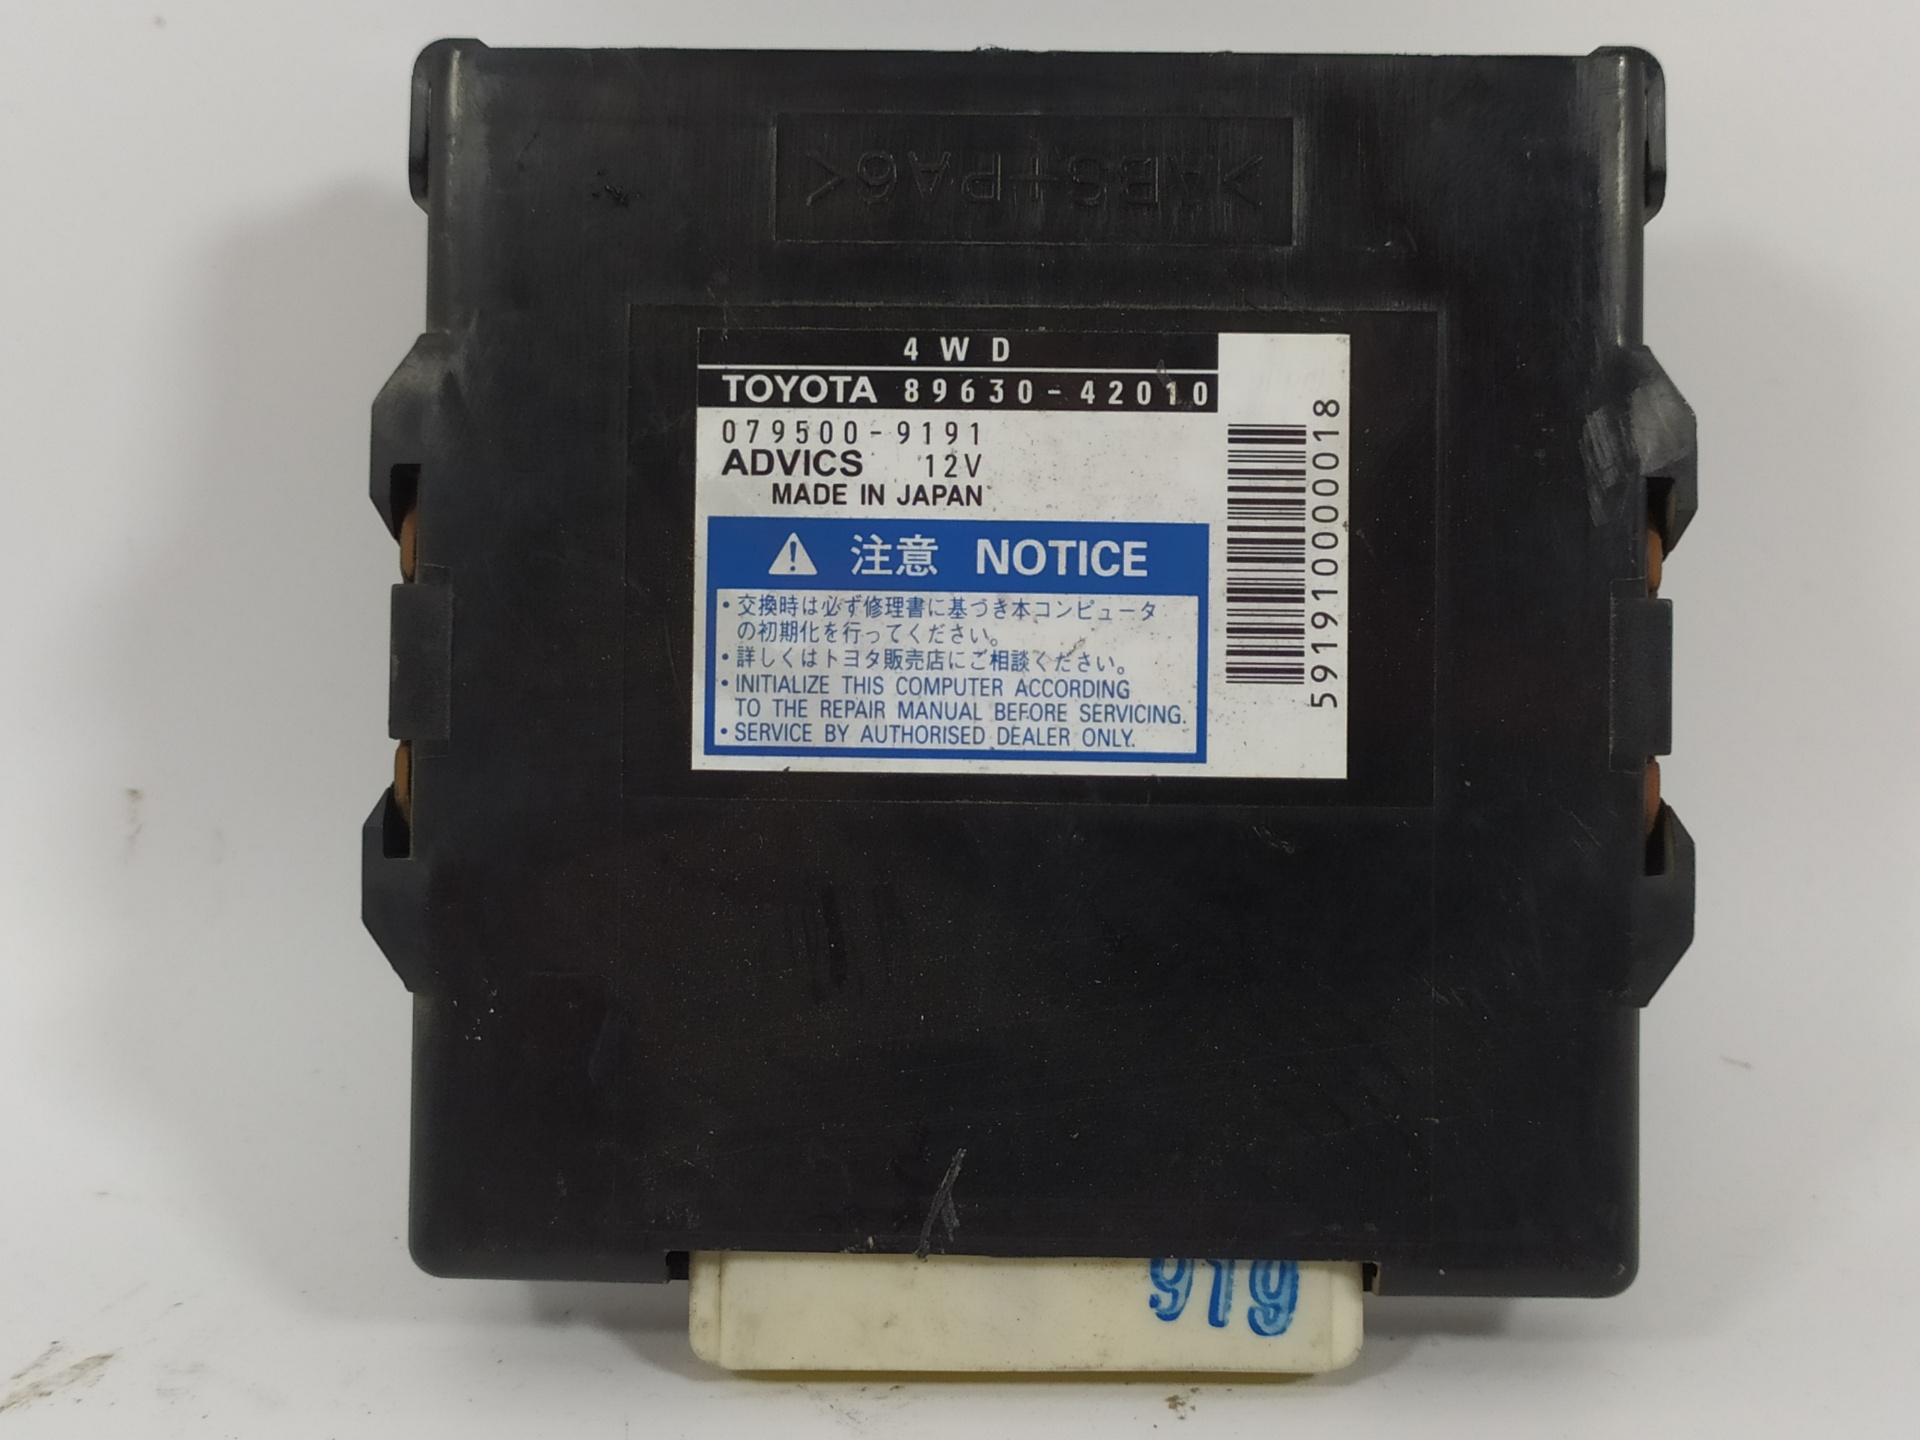 >ABS+PA6<
4WD
TOYOTA 89630-42010
079500-9191
ADVICS 12V
MADE IN JAPAN
注意 NOTICE
・交換時は必ず修理書に基づき本コンピュータ
の初期化を行ってください。
・詳しくはトヨタ販売店にご相談ください。
・INITIALIZE THIS COMPUTER ACCORDING
TO THE REPAIR MANUAL BEFORE SERVICING.
・SERVICE BY AUTHORISED DEALER ONLY.
591910000018